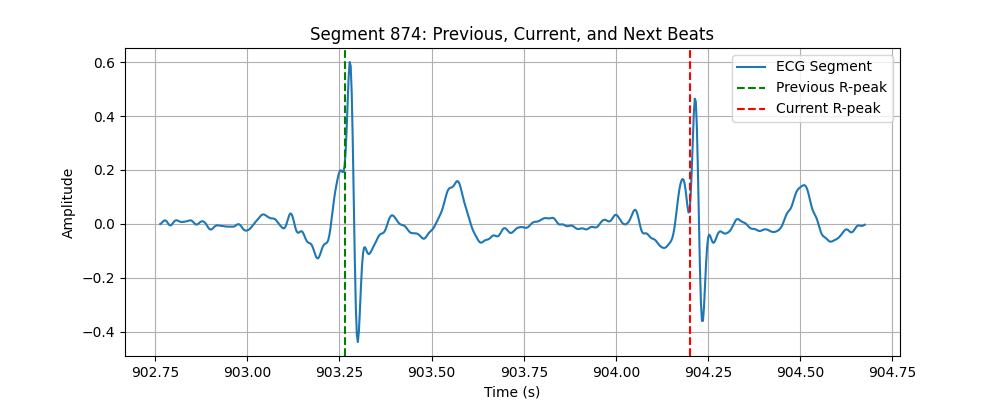 Segment 874: Previous, Current, and Next Beats
ECG Segment
Previous R-peak
Current R-peak
0.6
0.4
0.2
0.0
−0.2
−0.4
Amplitude
902.75 903.00 903.25 903.50 903.75 904.00 904.25 904.50 904.75
Time (s)